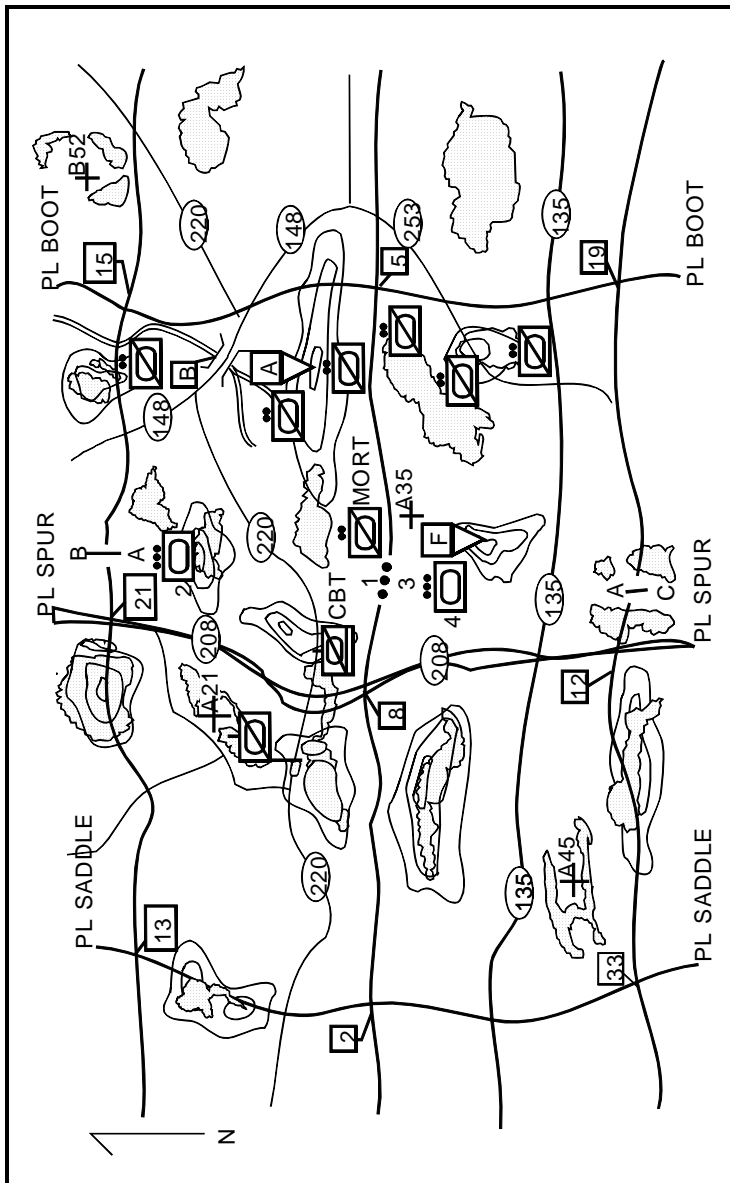 PL SADDLE
PL SPUR
PL BOOT
B
B52
13
21
15
A
148
2
B
220
208
A21
N
220
A
148
220
CBT
2
MORT
1
8
5
3
A35
253
208
F
4
135
135
135
A45
12
19
33
A
C
PL SADDLE
PL SPUR
PL BOOT